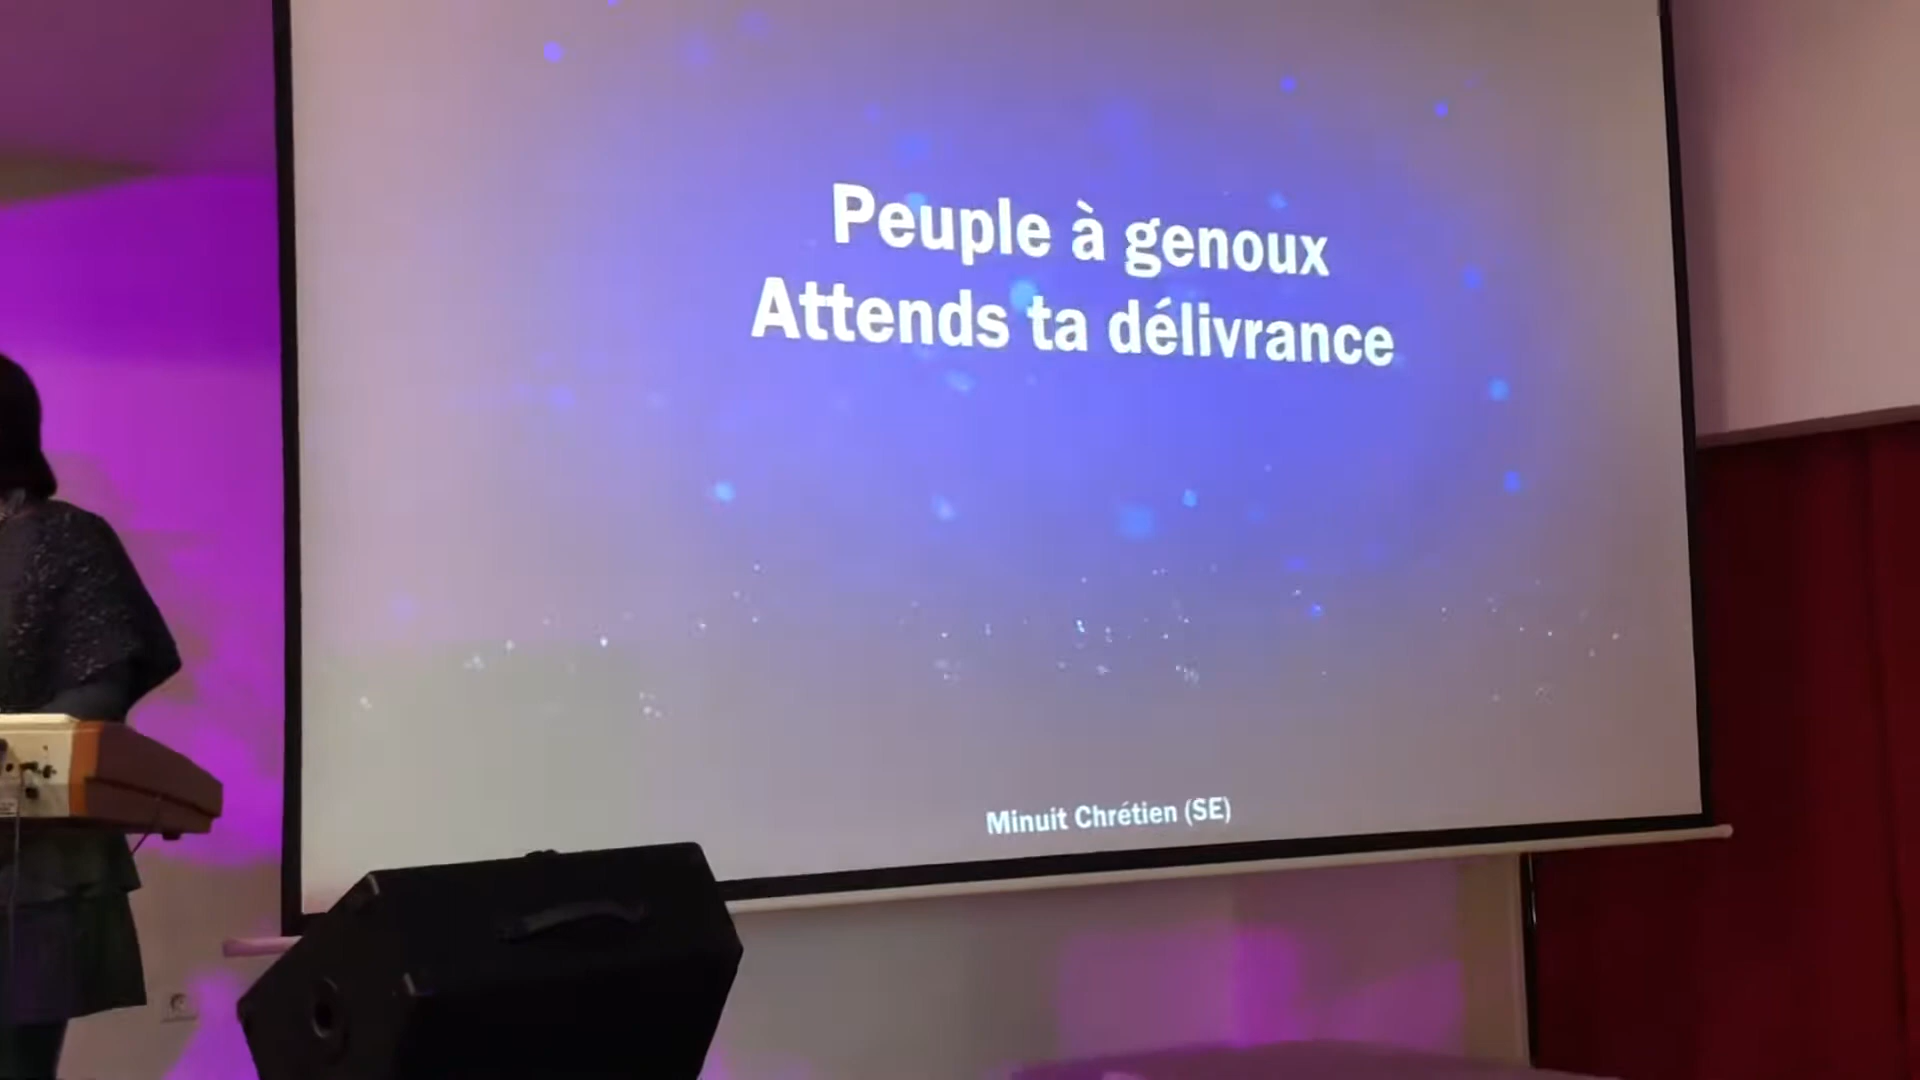 Peuple à genoux
Attends ta délivrance
Minuit Chrétien (SE)